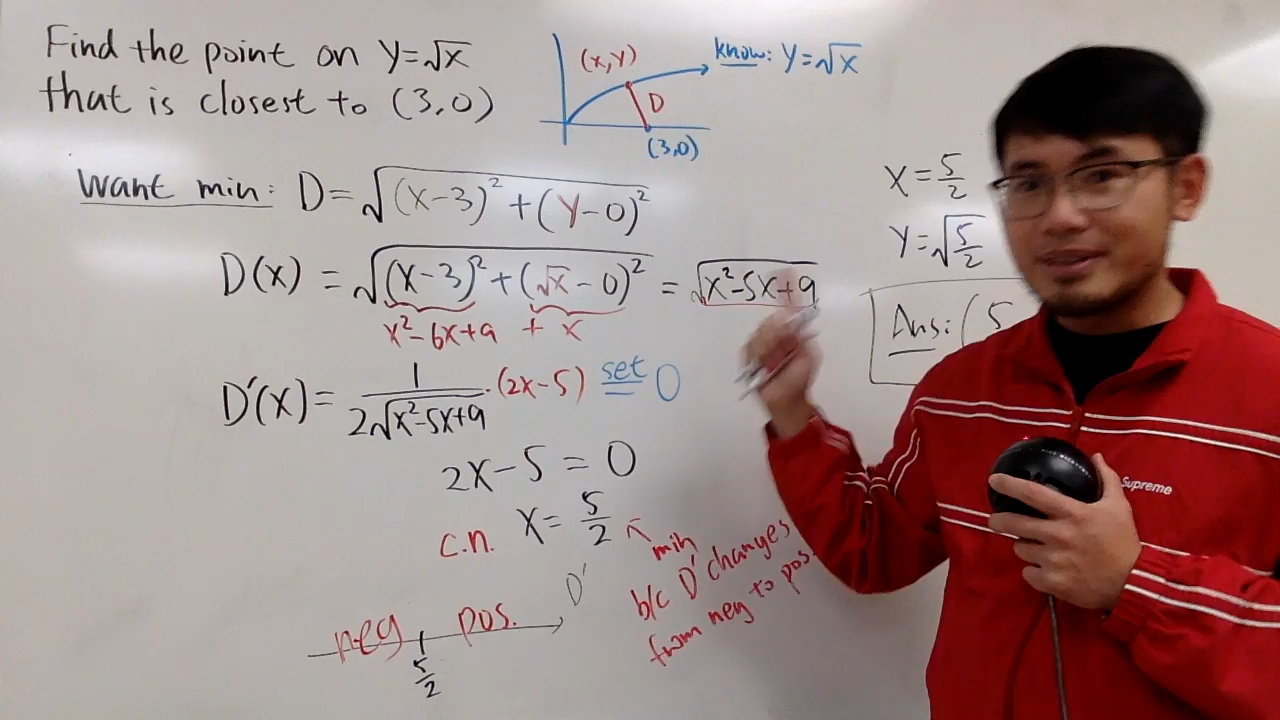 Find the point on y=√x
that is closest to (3,0)
(x,y)
know: y=√x
D
(3,0)
Want min: D=√((x-3)²+(y-0)²)
D(x) = √((x-3)²+(√x-0)²) = √(x²-5x+9)
x²-6x+9 + x
D'(x) = 1/(2√(x²-5x+9)) · (2x-5) set = 0
2x-5 = 0
c.n. x = 5/2 ↖ min
b/c D' changes
from neg to pos.
neg pos. D'
5/2
x=5/2
y=√(5/2)
Ans: (5
Supreme